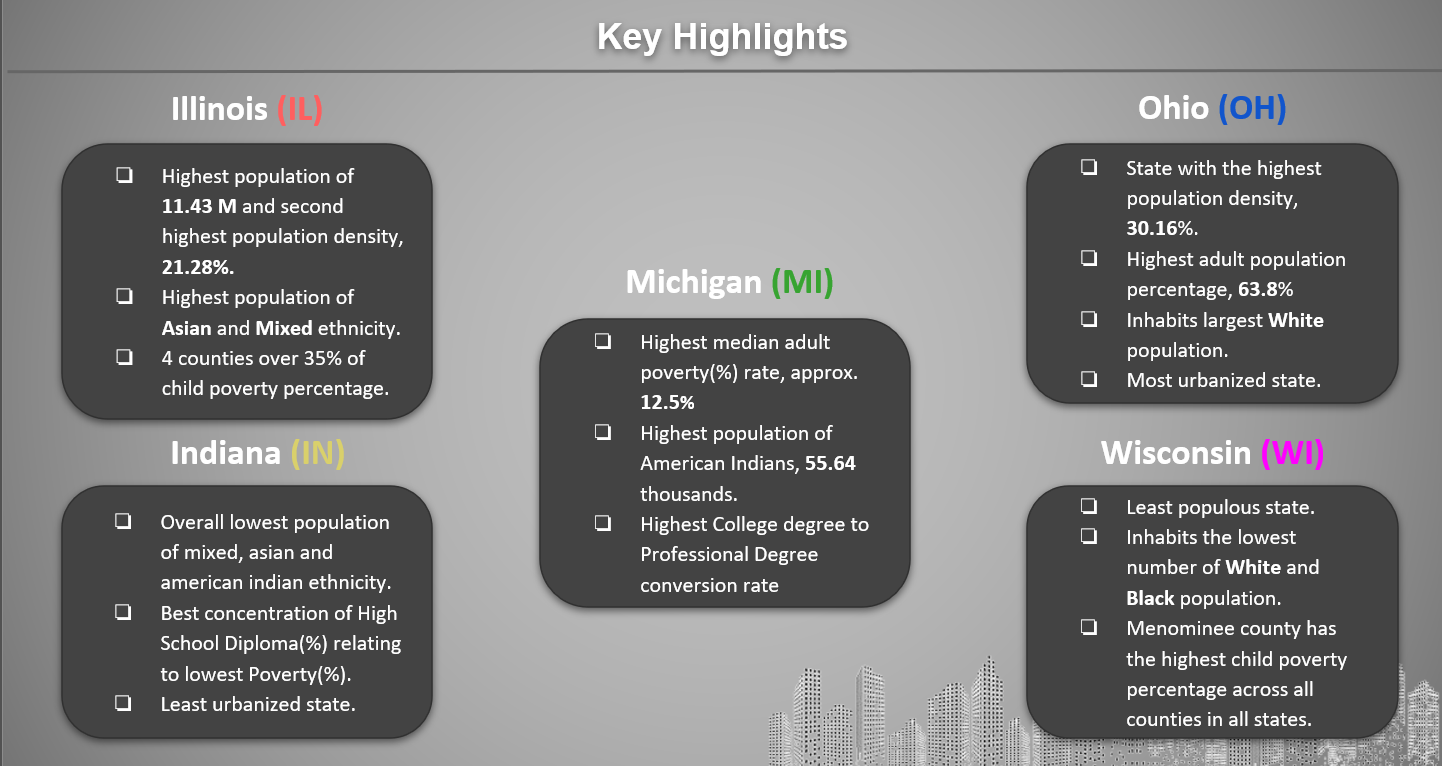 Key Highlights
Illinois (IL)
❏ Highest population of
11.43 M and second
highest population density,
21.28%.
❏ Highest population of
Asian and Mixed ethnicity.
❏ 4 counties over 35% of
child poverty percentage.
Indiana (IN)
❏ Overall lowest population
of mixed, asian and
american indian ethnicity.
❏ Best concentration of High
School Diploma(%) relating
to lowest Poverty(%).
❏ Least urbanized state.
Michigan (MI)
❏ Highest median adult
poverty(%) rate, approx.
12.5%
❏ Highest population of
American Indians, 55.64
thousands.
❏ Highest College degree to
Professional Degree
conversion rate
Ohio (OH)
❏ State with the highest
population density,
30.16%.
❏ Highest adult population
percentage, 63.8%
❏ Inhabits largest White
population.
❏ Most urbanized state.
Wisconsin (WI)
❏ Least populous state.
❏ Inhabits the lowest
number of White and
Black population.
❏ Menominee county has
the highest child poverty
percentage across all
counties in all states.